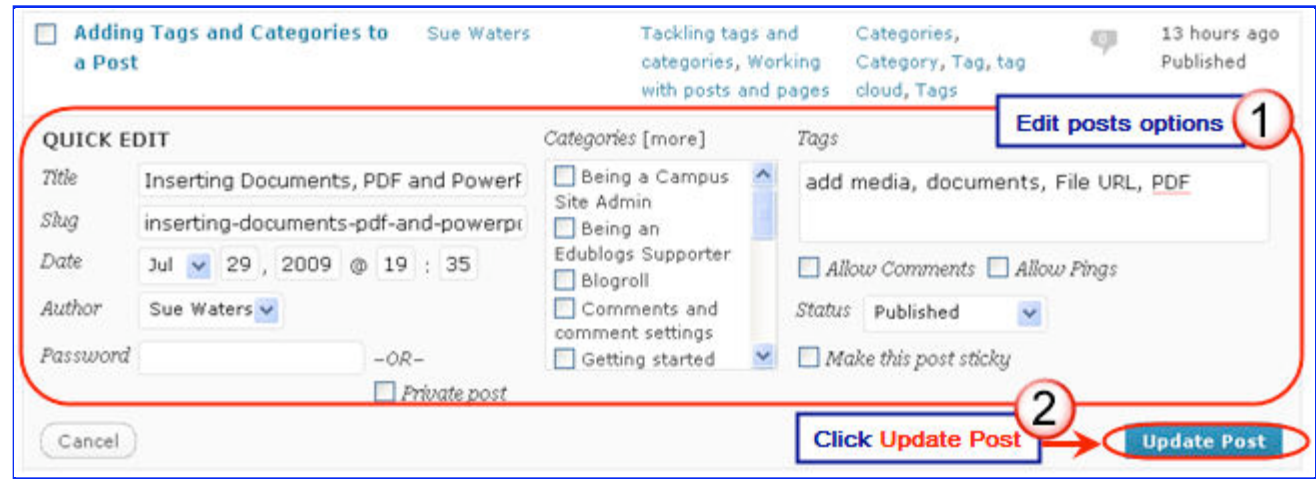 Adding Tags and Categories to a Post
Sue Waters
Tackling tags and
categories, Working
with posts and pages
Categories,
Category, Tag, tag
cloud, Tags
0
13 hours ago
Published
Edit posts options 1
QUICK EDIT
Title Inserting Documents, PDF and
Slug inserting-documents-pdf-and-
Date Jul 29 , 2009 @ 19 : 35
Author Sue Waters
Password –OR–
Private post
Categories [more]
Being a Campus
Site Admin
Being an
Edublogs Supporter
Blogroll
Comments and
comment settings
Getting started
Tags
add media, documents, File URL, PDF
Allow Comments Allow Pings
Status Published
Make this post sticky
2
Cancel
Click Update Post
Update Post